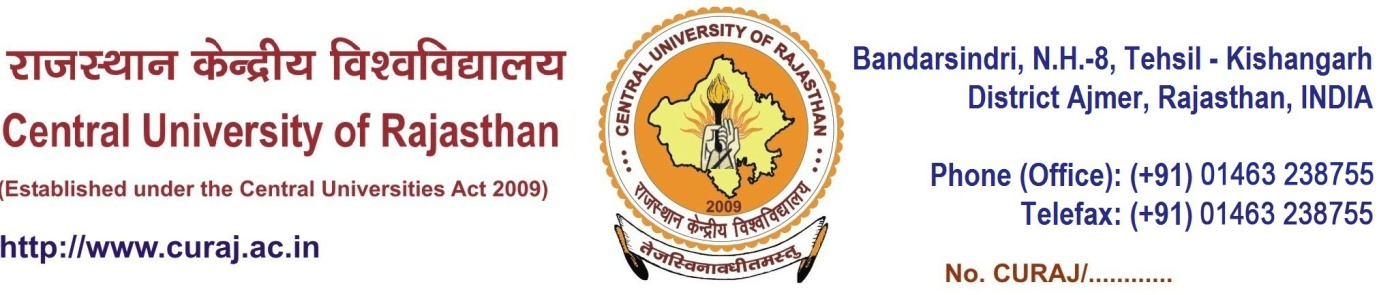 राजस्थान केन्द्रीय विश्वविद्यालय
Central University of Rajasthan
(Established under the Central Universities Act 2009)
http://www.curaj.ac.in
CENTRAL UNIVERSITY OF RAJASTHAN
2009
राजस्थान केन्द्रीय विश्वविद्यालय
तेजस्विनावधीतमस्तु
Bandarsindri, N.H.-8, Tehsil - Kishangarh
District Ajmer, Rajasthan, INDIA
Phone (Office): (+91) 01463 238755
Telefax: (+91) 01463 238755
No. CURAJ/............